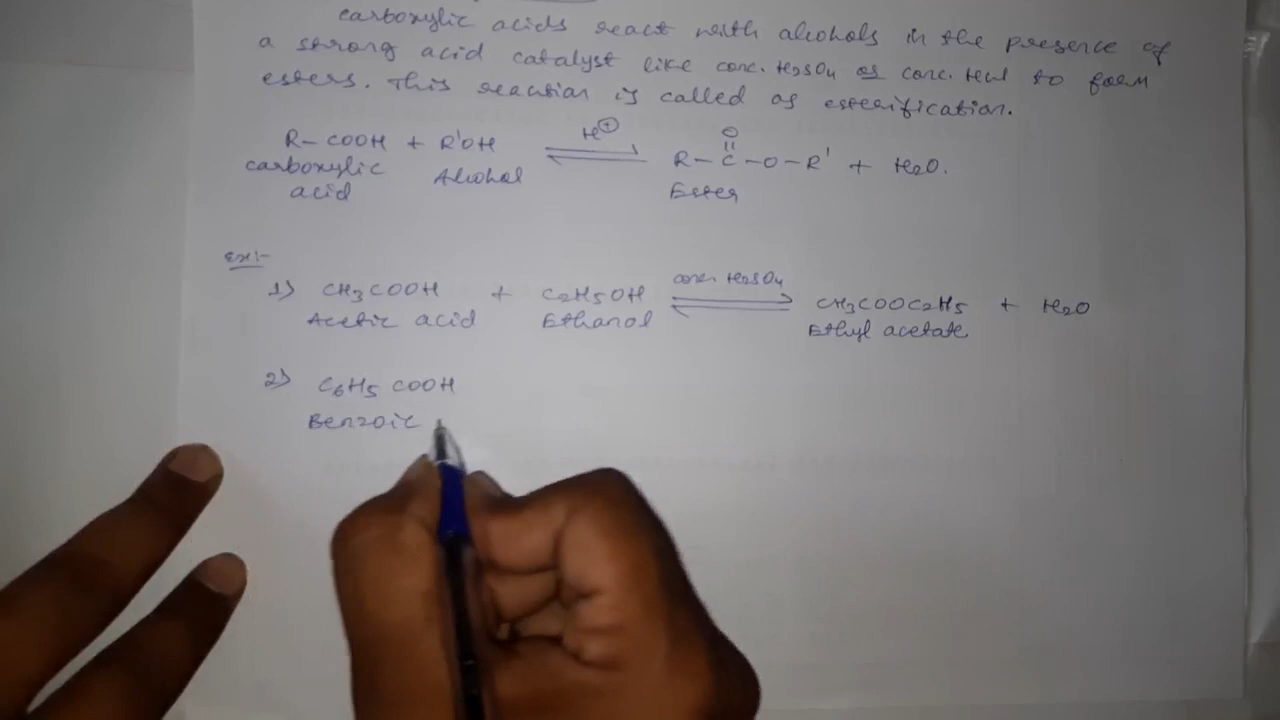 carboxylic acids react with alcohols in the presence of
a strong acid catalyst like conc. H2SO4 or conc. HCl to form
esters. This reaction is called as esterification.
R-COOH + R'OH H⊕ O
R-C-O-R' + H2O.
carboxylic acid Alcohol Ester
Ex:-
1) CH3COOH + C2H5OH conc. H2SO4 CH3COOC2H5 + H2O
Acetic acid Ethanol Ethyl acetate
2) C6H5COOH
Benzoic